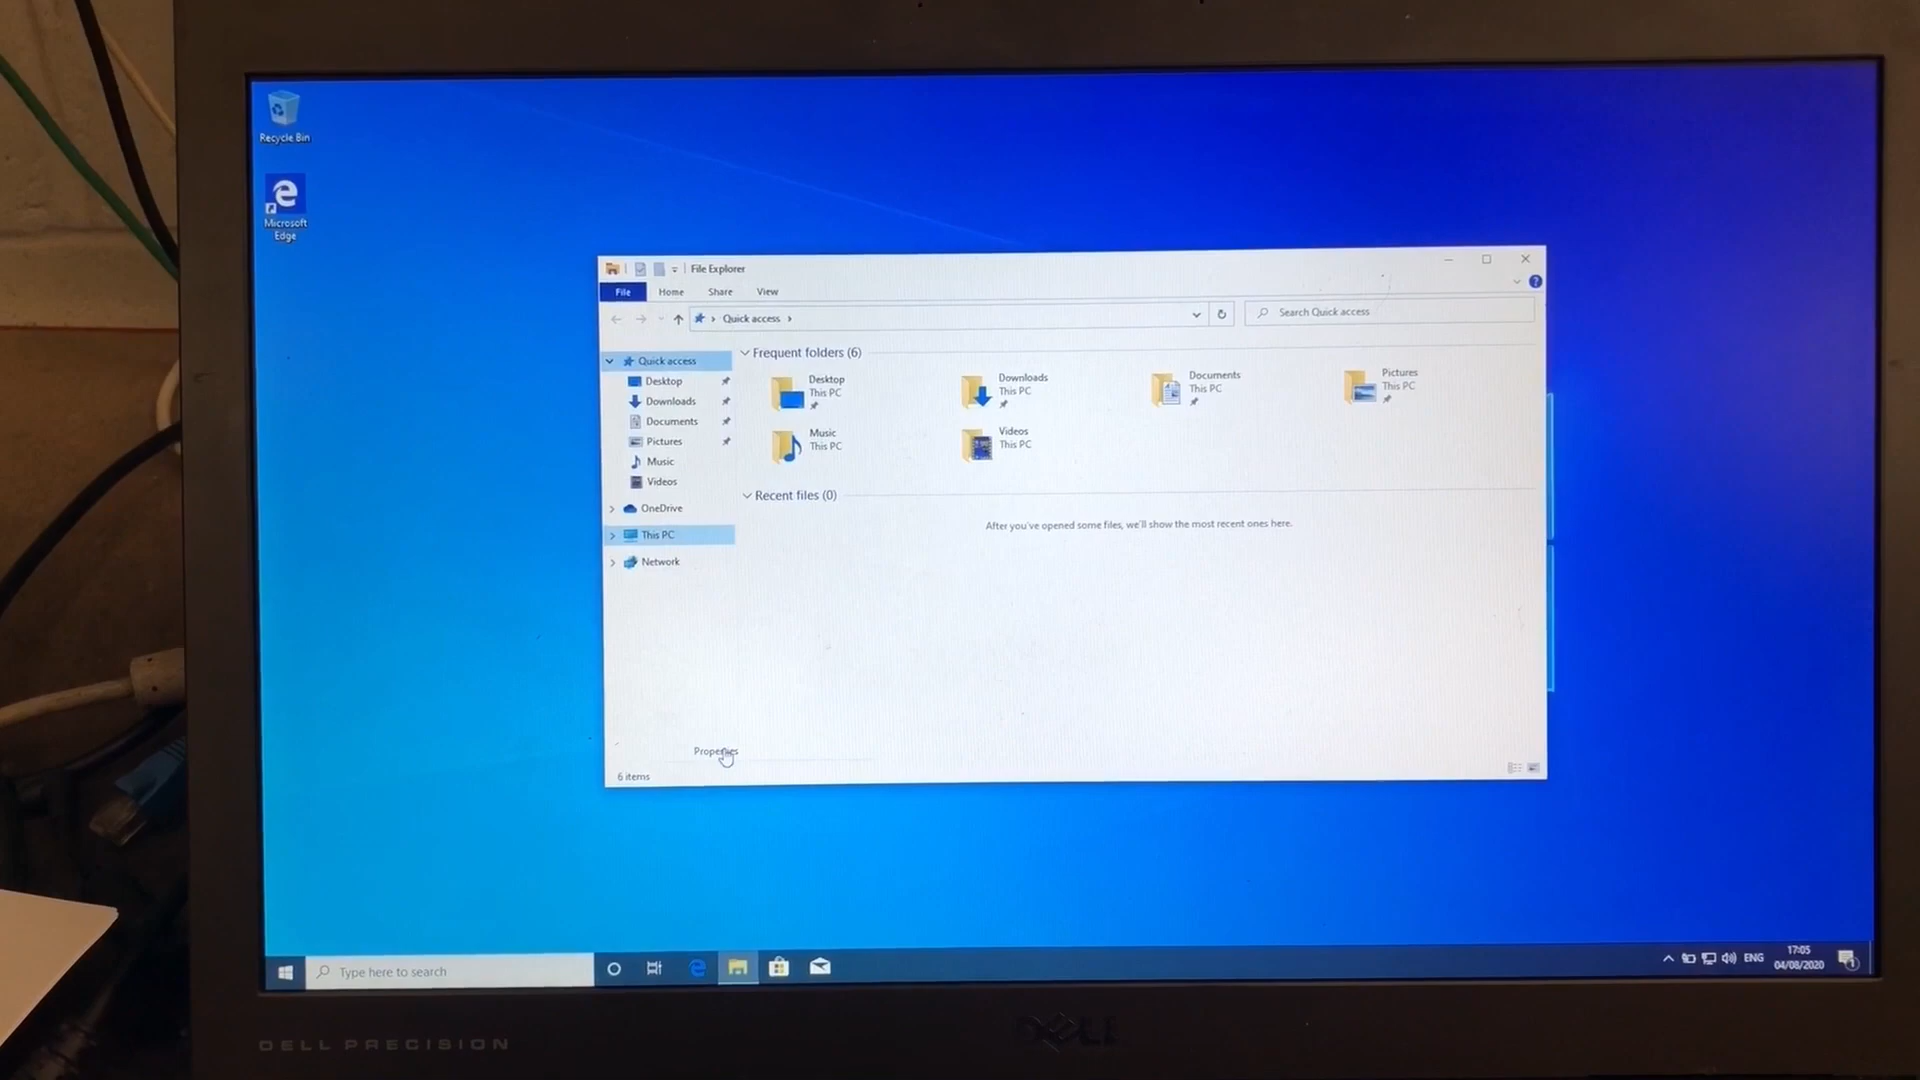 Recycle Bin
Microsoft
Edge
File Explorer
File
Home
Share
View
Quick access
Search Quick access
Quick access
Desktop
Downloads
Documents
Pictures
Music
Videos
OneDrive
This PC
Network
Frequent folders (6)
Desktop
This PC
Downloads
This PC
Documents
This PC
Pictures
This PC
Music
This PC
Videos
This PC
Recent files (0)
After you've opened some files, we'll show the most recent ones here.
Properties
6 items
Type here to search
ENG
17:05
04/08/2020
1
DELL PRECISION
DELL